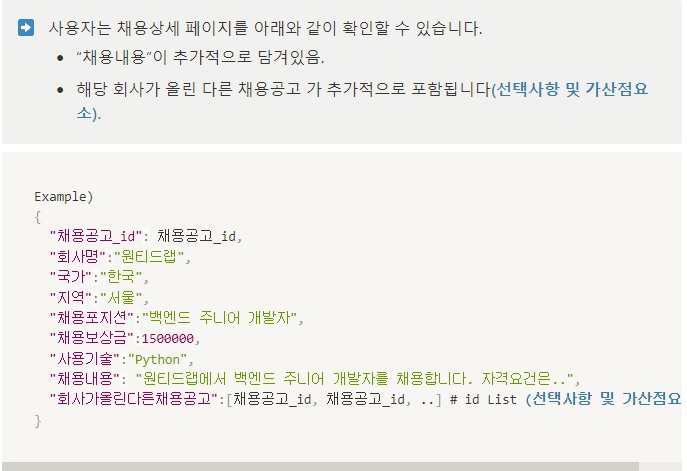 사용자는 채용상세 페이지를 아래와 같이 확인할 수 있습니다.
• “채용내용”이 추가적으로 담겨있음.
• 해당 회사가 올린 다른 채용공고 가 추가적으로 포함됩니다(선택사항 및 가산점요
소).
Example)
{
"채용공고_id": 채용공고_id,
"회사명":"원티드랩",
"국가":"한국",
"지역":"서울",
"채용포지션":"백엔드 주니어 개발자",
"채용보상금":1500000,
"사용기술":"Python",
"채용내용": "원티드랩에서 백엔드 주니어 개발자를 채용합니다. 자격요건은..",
"회사가올린다른채용공고":[채용공고_id, 채용공고_id, ..] # id List (선택사항 및 가산점요
}